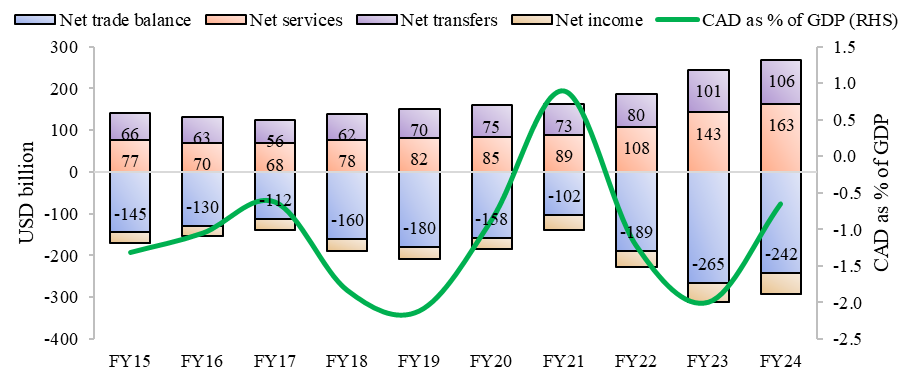 Net trade balance Net services Net transfers Net income CAD as % of GDP (RHS)
300 1.5
200 1.0
100 0.5
0 0.0
-100 -0.5
-200 -1.0
-300 -1.5
-400 -2.0
-2.5
USD billion
CAD as % of GDP
66 63 56 62 70 75 73 80 101 106
77 70 68 78 82 85 89 108 143 163
-145 -130 -112 -160 -180 -158 -102 -189 -265 -242
FY15 FY16 FY17 FY18 FY19 FY20 FY21 FY22 FY23 FY24